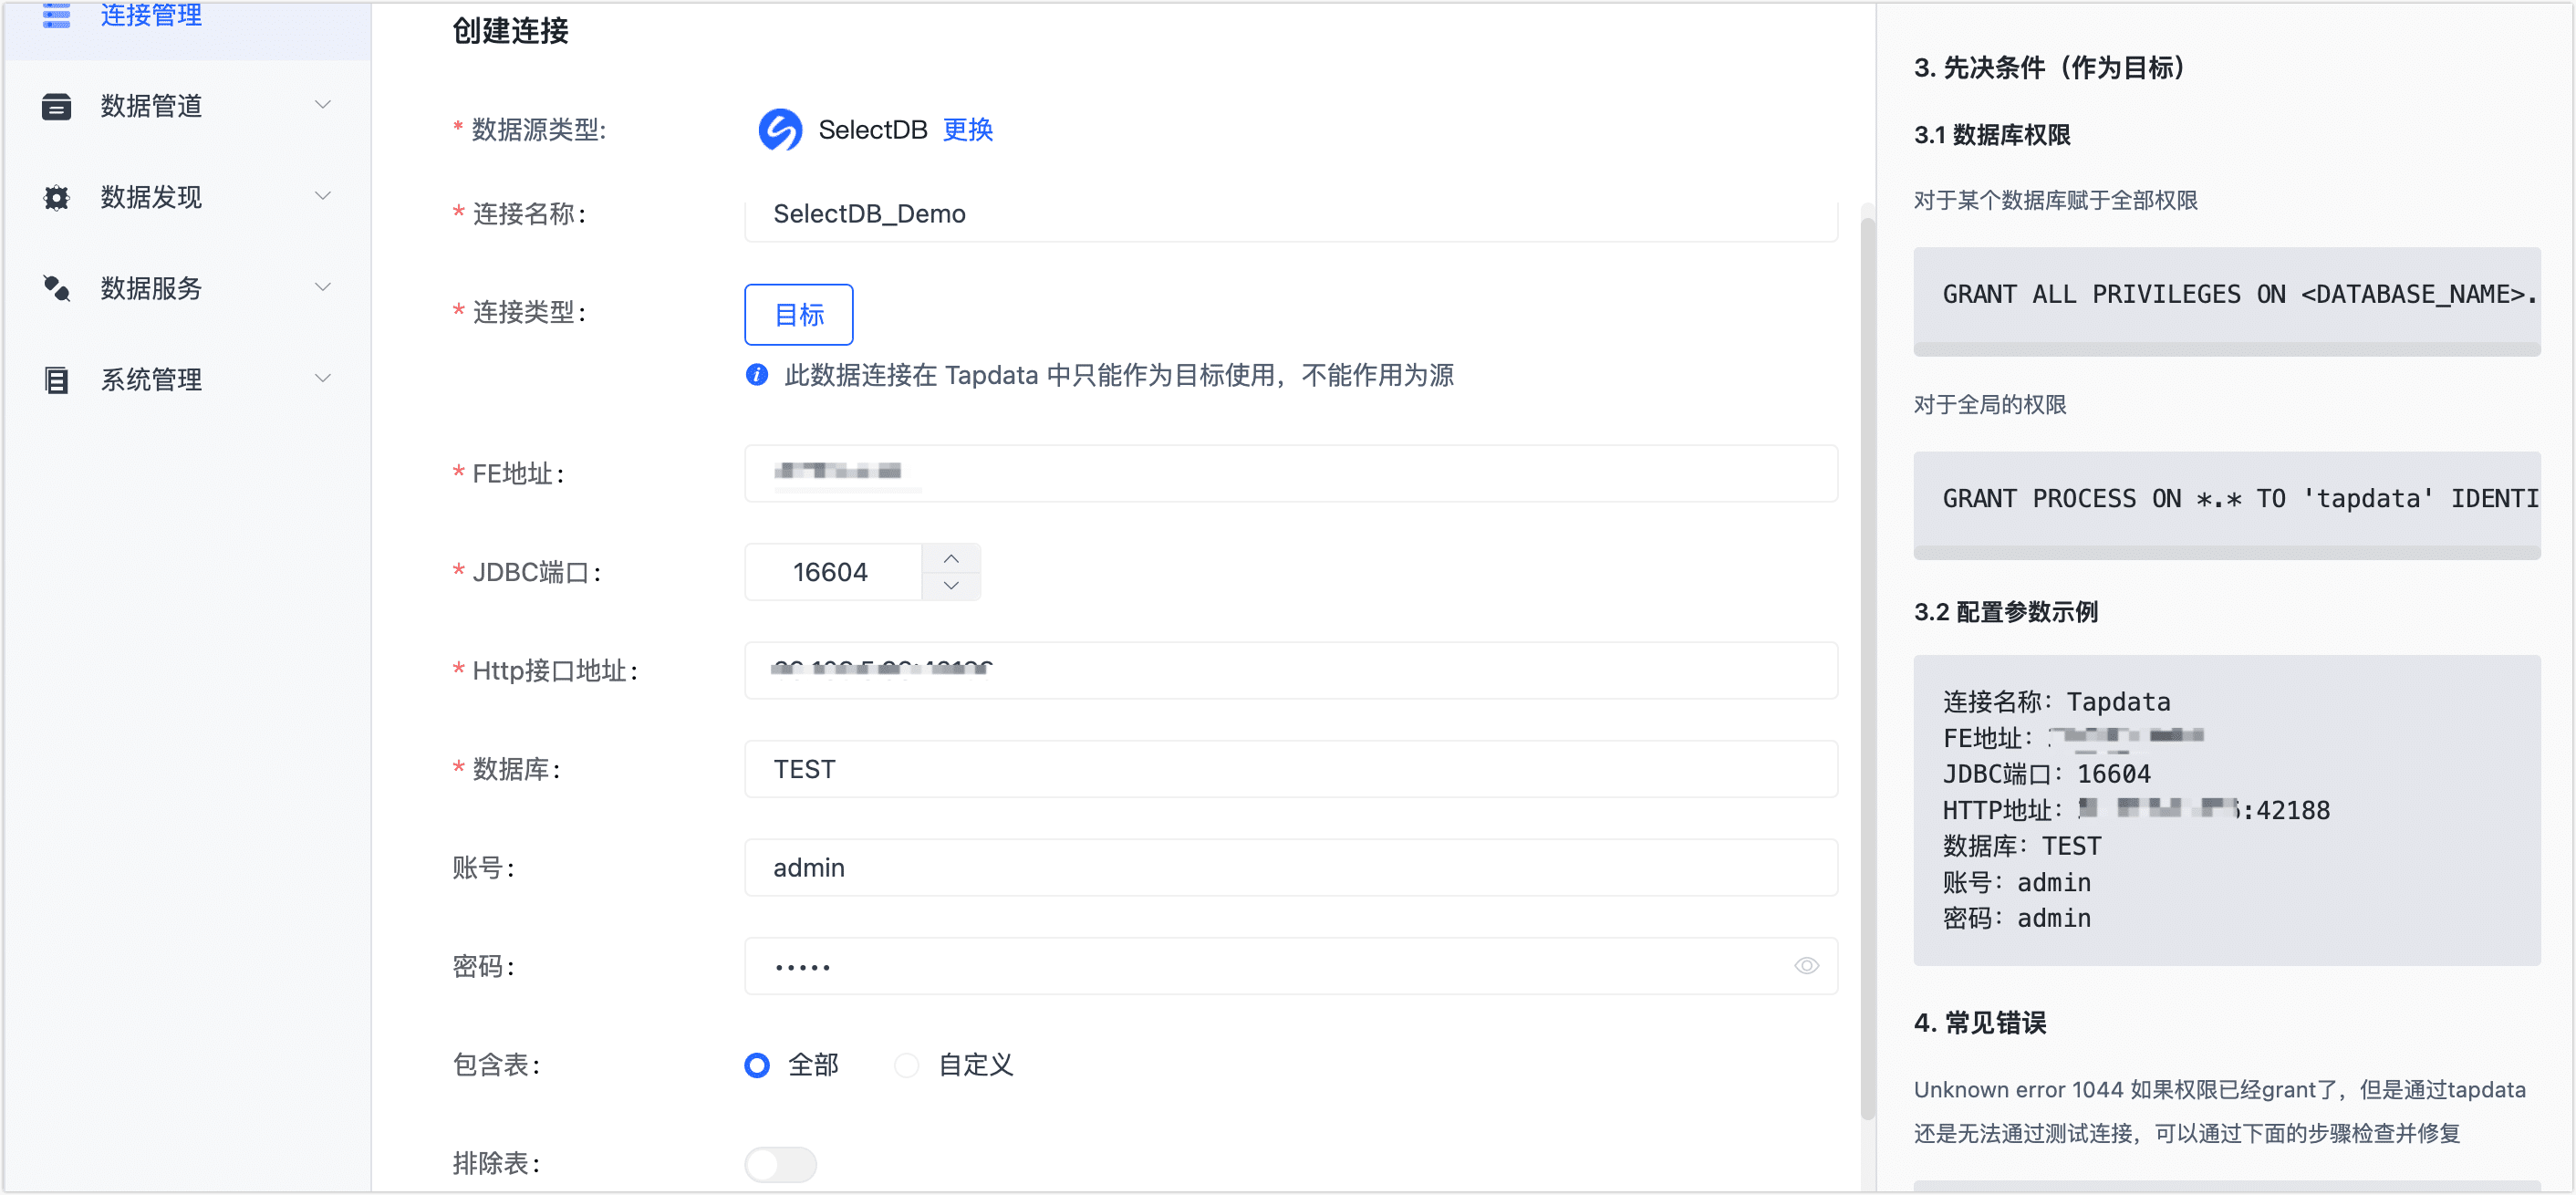 连接管理
数据管道
数据发现
数据服务
系统管理
创建连接
* 数据源类型: SelectDB 更换
* 连接名称: SelectDB_Demo
* 连接类型: 目标
此数据连接在 Tapdata 中只能作为目标使用，不能作用为源
* FE地址:
* JDBC端口: 16604
* Http接口地址:
* 数据库: TEST
账号: admin
密码: •••••
包含表: 全部 自定义
排除表:
3. 先决条件（作为目标）
3.1 数据库权限
对于某个数据库赋于全部权限
GRANT ALL PRIVILEGES ON <DATABASE_NAME>.
对于全局的权限
GRANT PROCESS ON *.* TO 'tapdata' IDENTI
3.2 配置参数示例
连接名称: Tapdata
FE地址:
JDBC端口: 16604
HTTP地址: :42188
数据库: TEST
账号: admin
密码: admin
4. 常见错误
Unknown error 1044 如果权限已经grant了，但是通过tapdata
还是无法通过测试连接，可以通过下面的步骤检查并修复